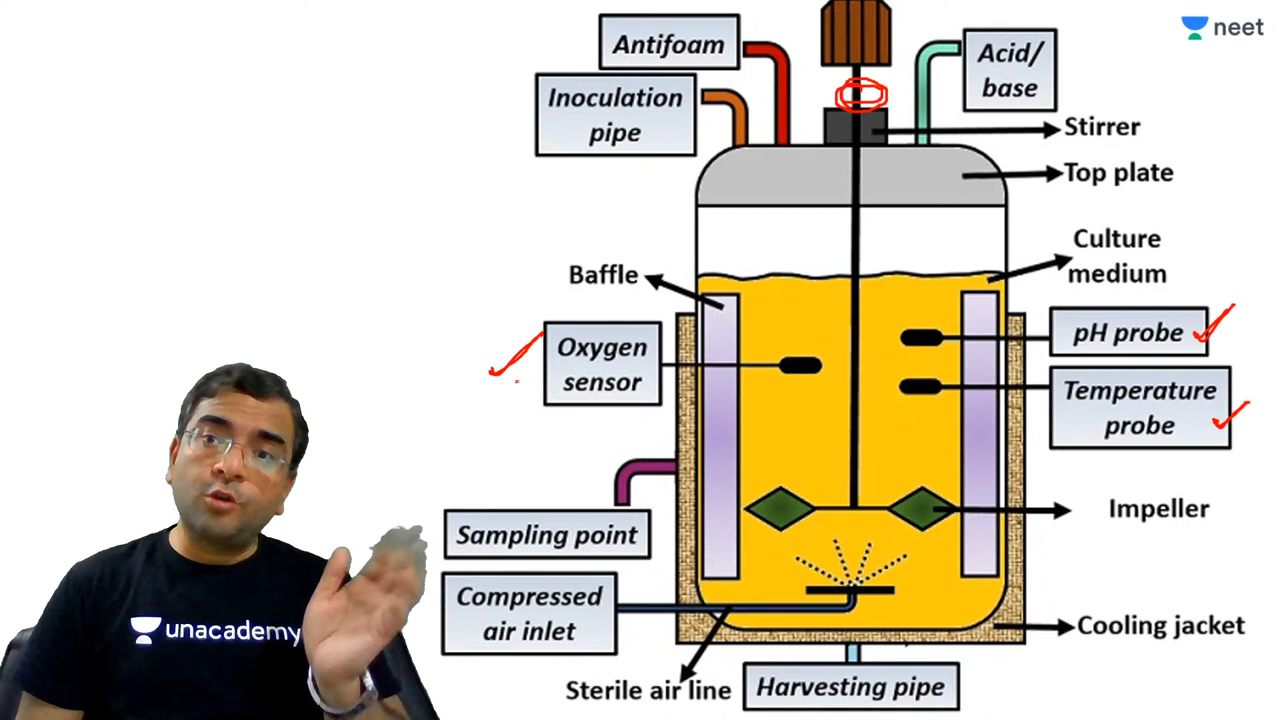 neet
Antifoam
Acid/
base
Inoculation
pipe
Stirrer
Top plate
Culture
medium
Baffle
Oxygen
sensor
pH probe
Temperature
probe
Impeller
Sampling point
Compressed
air inlet
Cooling jacket
Sterile air line
Harvesting pipe
unacademy